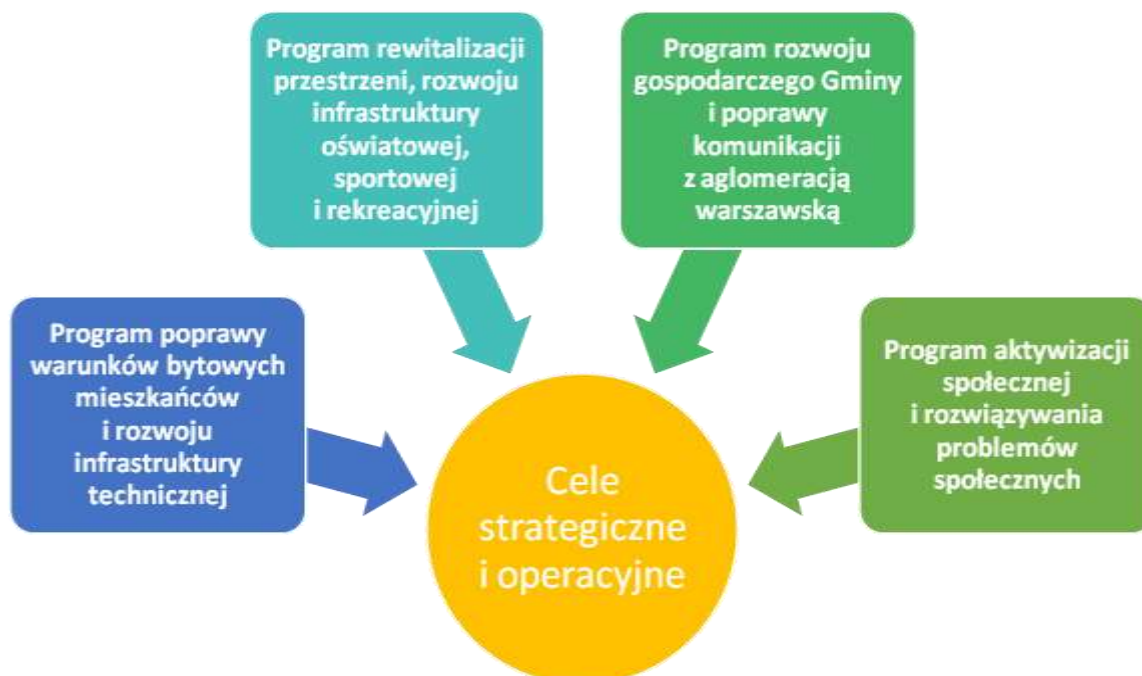 Program rewitalizacji
przestrzeni, rozwoju
infrastruktury
oświatowej,
sportowej
i rekreacyjnej
Program rozwoju
gospodarczego Gminy
i poprawy
komunikacji
z aglomeracją
warszawską
Program poprawy
warunków bytowych
mieszkańców
i rozwoju
infrastruktury
technicznej
Program aktywizacji
społecznej
i rozwiązywania
problemów
społecznych
Cele
strategiczne
i operacyjne